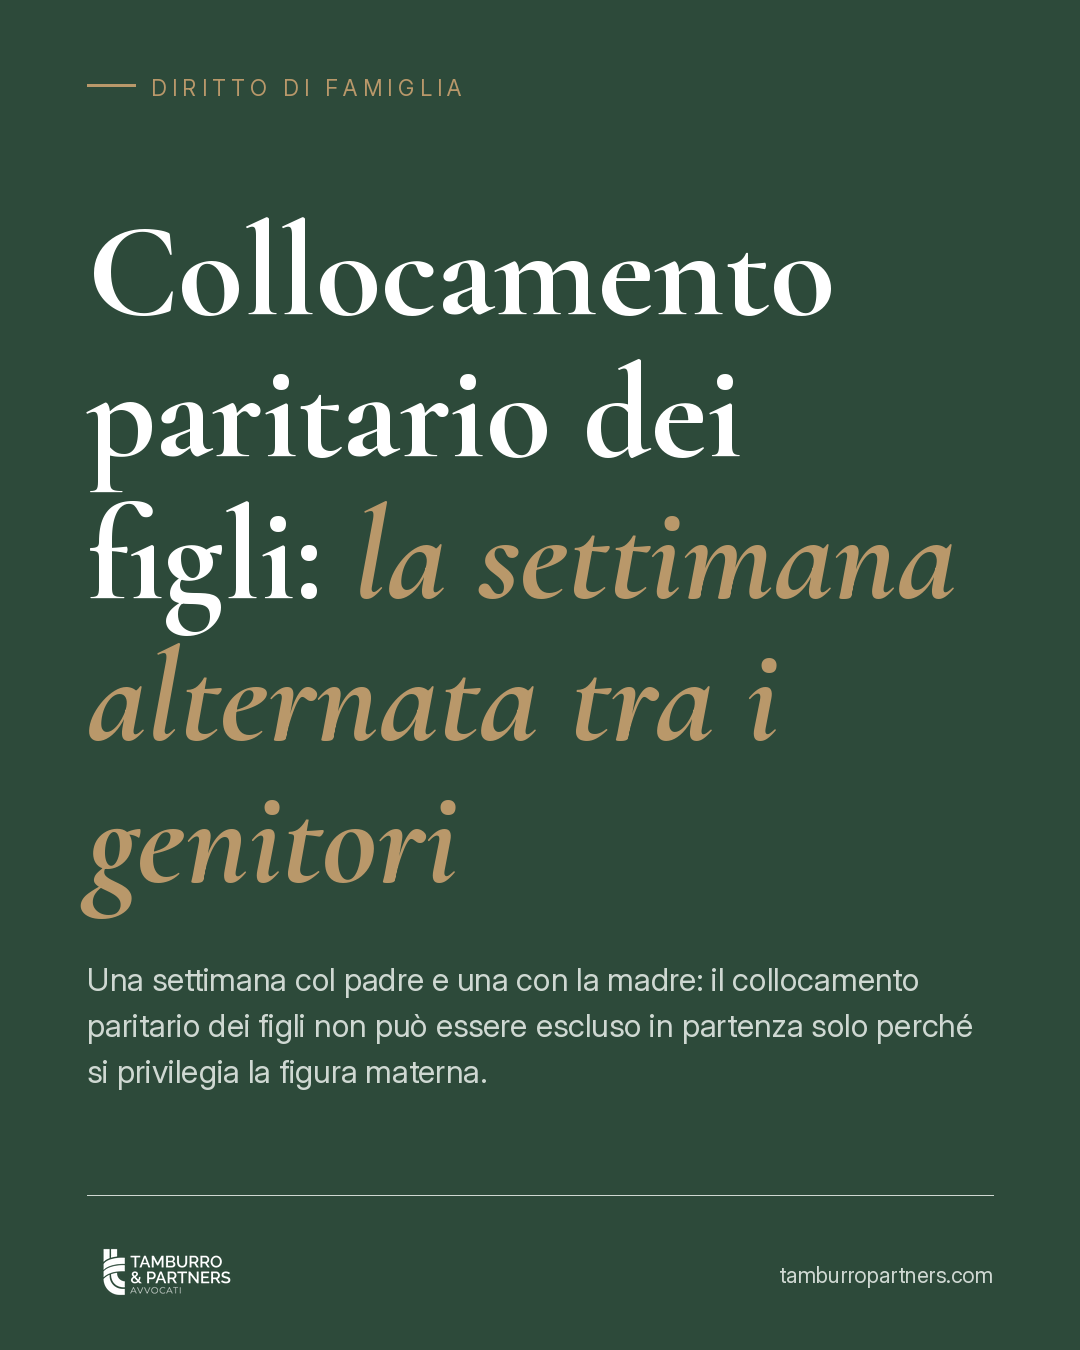 DIRITTO DI FAMIGLIA
Collocamento
paritario dei
figli: la settimana
alternata tra i
genitori
Una settimana col padre e una con la madre: il collocamento
paritario dei figli non può essere escluso in partenza solo perché
si privilegia la figura materna.
TAMBURRO
& PARTNERS
AVVOCATI
tamburropartners.com